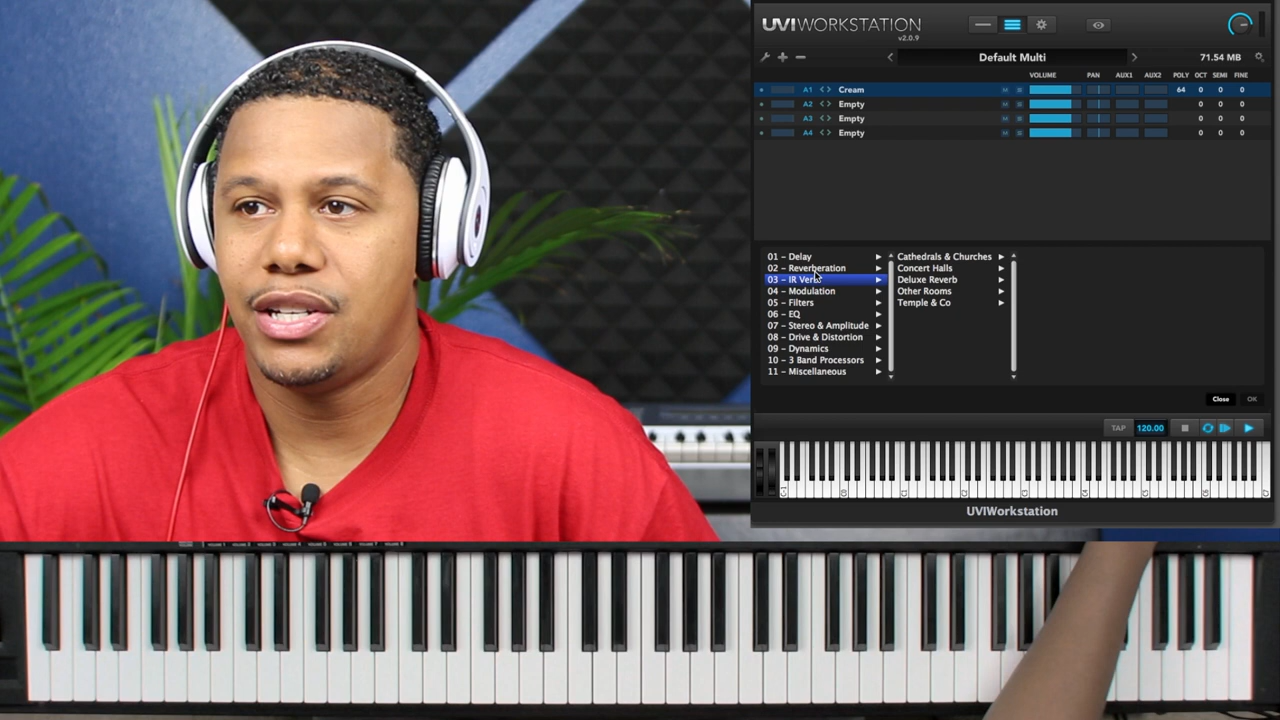 UVIWORKSTATION
v2.0.9
Default Multi
71.54 MB
VOLUME PAN AUX1 AUX2 POLY OCT SEMI FINE
A1 Cream M S 64 0 0 0
A2 Empty M S 0 0 0
A3 Empty M S 0 0 0
A4 Empty M S 0 0 0
01 - Delay
02 - Reverberation
03 - IR Verb
04 - Modulation
05 - Filters
06 - EQ
07 - Stereo & Amplitude
08 - Drive & Distortion
09 - Dynamics
10 - 3 Band Processors
11 - Miscellaneous
Cathedrals & Churches
Concert Halls
Deluxe Reverb
Other Rooms
Temple & Co
Close OK
TAP 120.00
UVIWorkstation